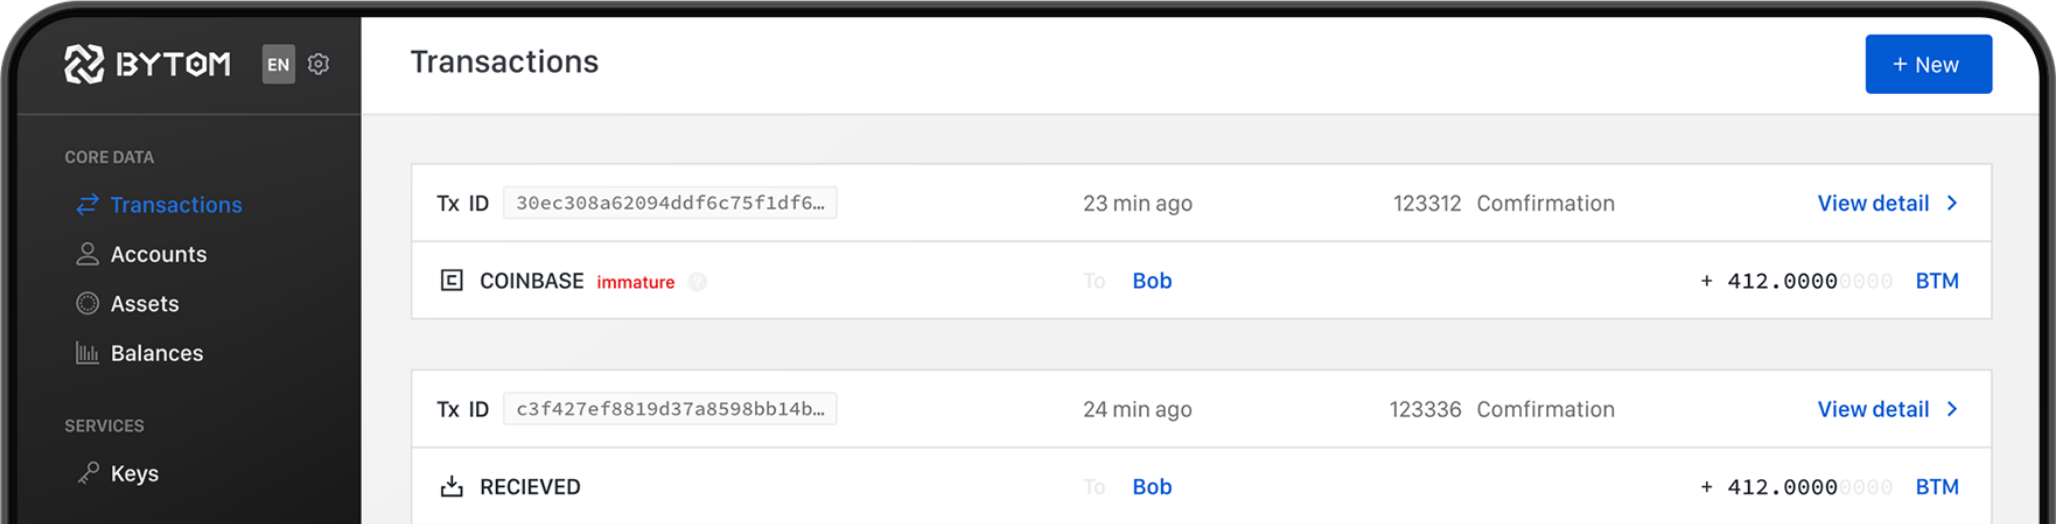 BYTOM EN
CORE DATA
Transactions
Accounts
Assets
Balances
SERVICES
Keys
Transactions
+ New
Tx ID 30ec308a62094ddf6c75f1df6… 23 min ago 123312 Comfirmation View detail >
COINBASE immature ? To Bob + 412.00000000 BTM
Tx ID c3f427ef8819d37a8598bb14b… 24 min ago 123336 Comfirmation View detail >
RECIEVED To Bob + 412.00000000 BTM